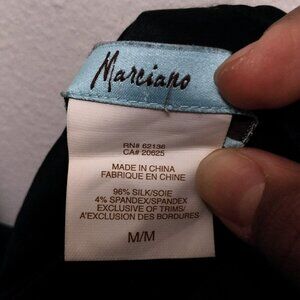 Marciano
RN# 62136
CA# 20625
MADE IN CHINA
FABRIQUE EN CHINE
96% SILK/SOIE
4% SPANDEX/SPANDEX
EXCLUSIVE OF TRIMS/
A'EXCLUSION DES BORDURES
M/M